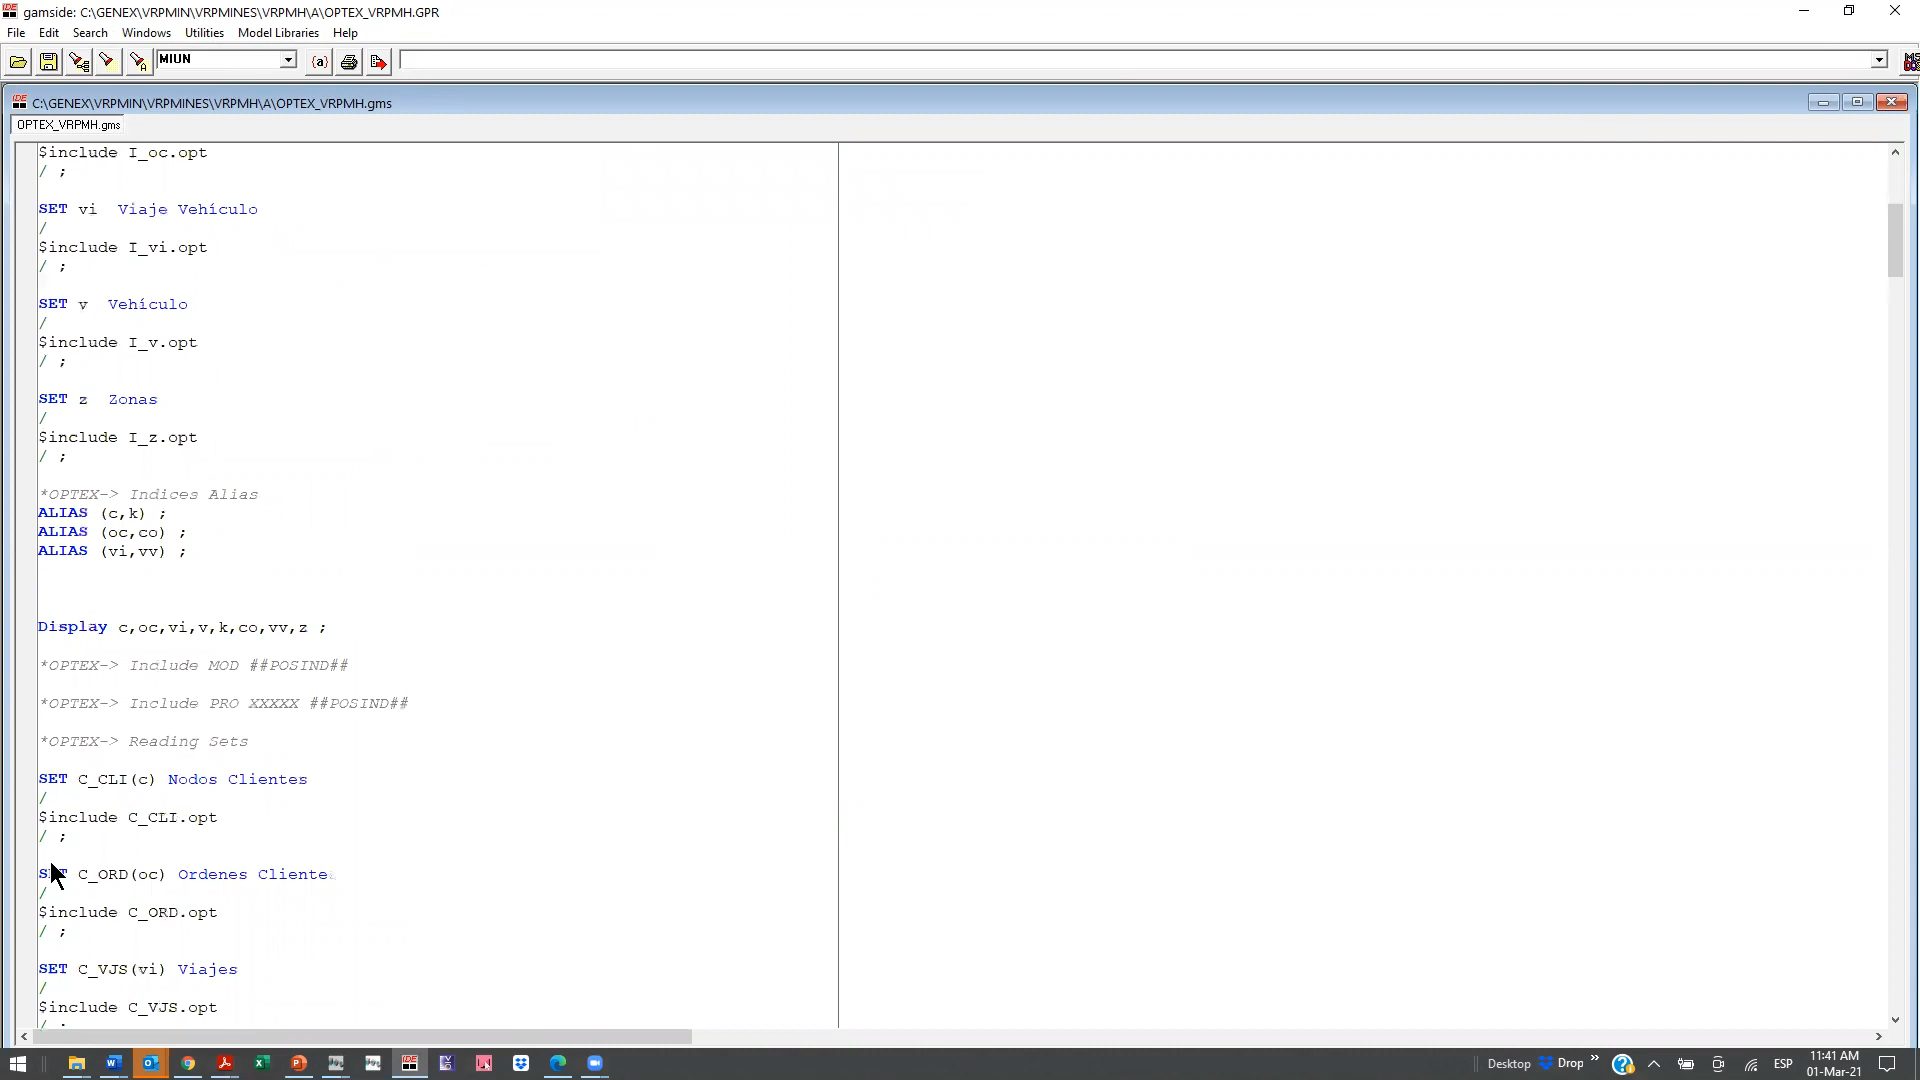 gamside: C:\GENEX\VRPMIN\VRPMINES\VRPMH\A\OPTEX_VRPMH.GPR
File Edit Search Windows Utilities Model Libraries Help
MIUN
{a}
C:\GENEX\VRPMIN\VRPMINES\VRPMH\A\OPTEX_VRPMH.gms
OPTEX_VRPMH.gms
$include I_oc.opt
/ ;
SET vi Viaje Vehículo
/
$include I_vi.opt
/ ;
SET v Vehículo
/
$include I_v.opt
/ ;
SET z Zonas
/
$include I_z.opt
/ ;
*OPTEX-> Indices Alias
ALIAS (c,k) ;
ALIAS (oc,co) ;
ALIAS (vi,vv) ;
Display c,oc,vi,v,k,co,vv,z ;
*OPTEX-> Include MOD ##POSIND##
*OPTEX-> Include PRO XXXXX ##POSIND##
*OPTEX-> Reading Sets
SET C_CLI(c) Nodos Clientes
/
$include C_CLI.opt
/ ;
SET C_ORD(oc) Ordenes Clientes
/
$include C_ORD.opt
/ ;
SET C_VJS(vi) Viajes
/
$include C_VJS.opt
/ ;
Desktop Drop » ESP 11:41 AM
01-Mar-21